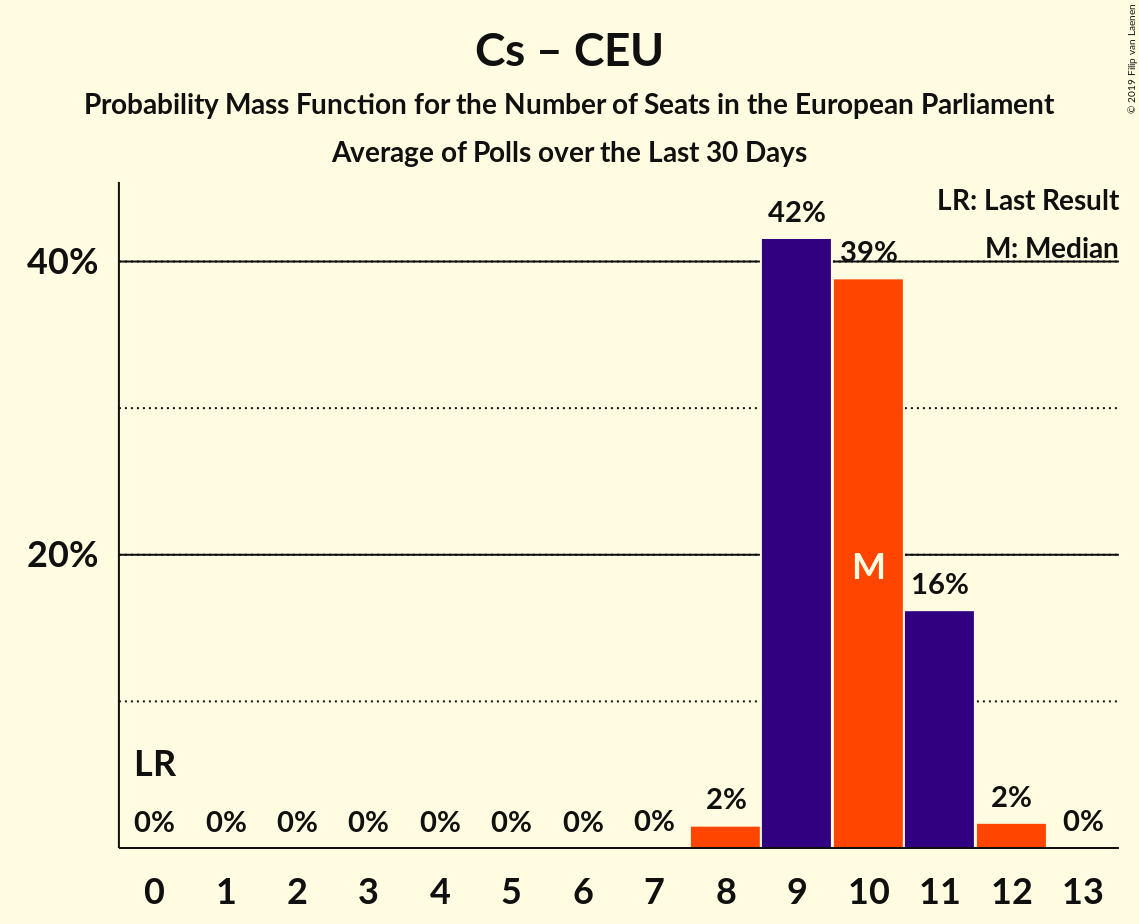 Cs – CEU
Probability Mass Function for the Number of Seats in the European Parliament
Average of Polls over the Last 30 Days
© 2019 Filip van Laenen
LR: Last Result
M: Median
42%
39%
40%
20%
M
16%
LR
0% 0% 0% 0% 0% 0% 0% 0% 2% 2% 0%
0 1 2 3 4 5 6 7 8 9 10 11 12 13